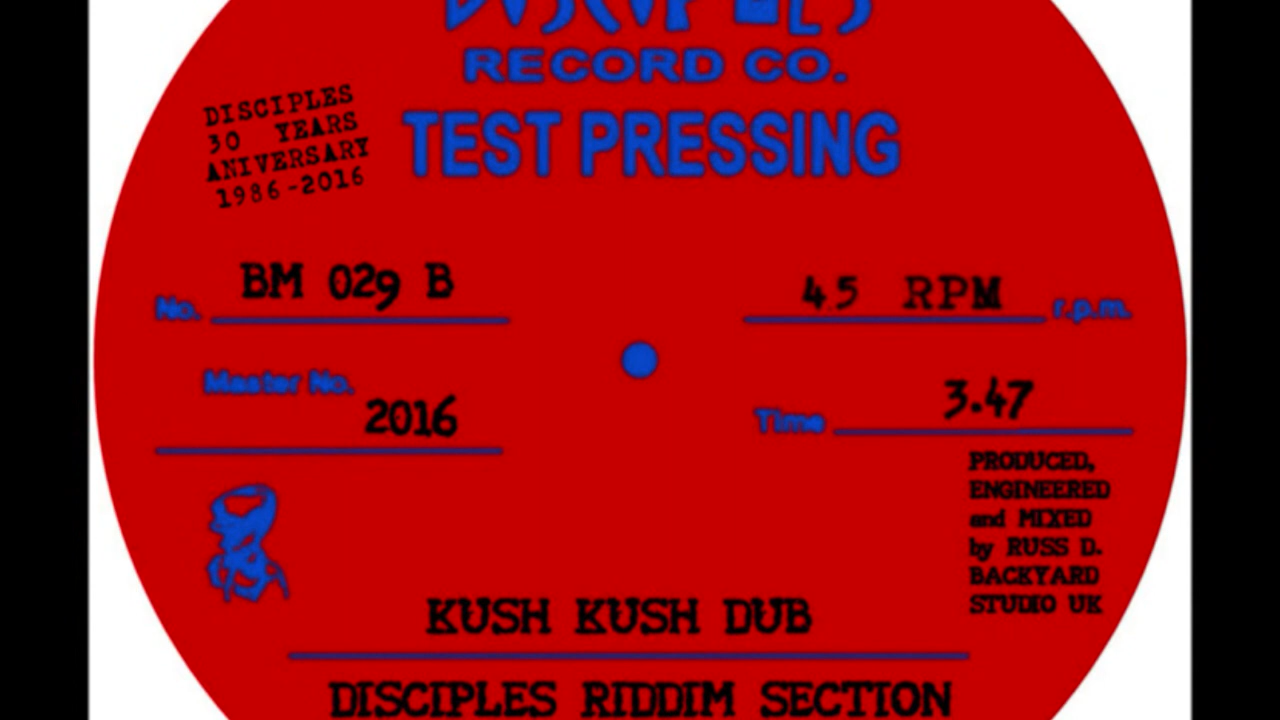 DISCIPLES
RECORD CO.
TEST PRESSING
DISCIPLES
30 YEARS
ANIVERSARY
1986-2016
No. BM 029 B
45 RPM r.p.m.
Master No.
2016
Time 3.47
PRODUCED,
ENGINEERED
and MIXED
by RUSS D.
BACKYARD
STUDIO UK
KUSH KUSH DUB
DISCIPLES RIDDIM SECTION